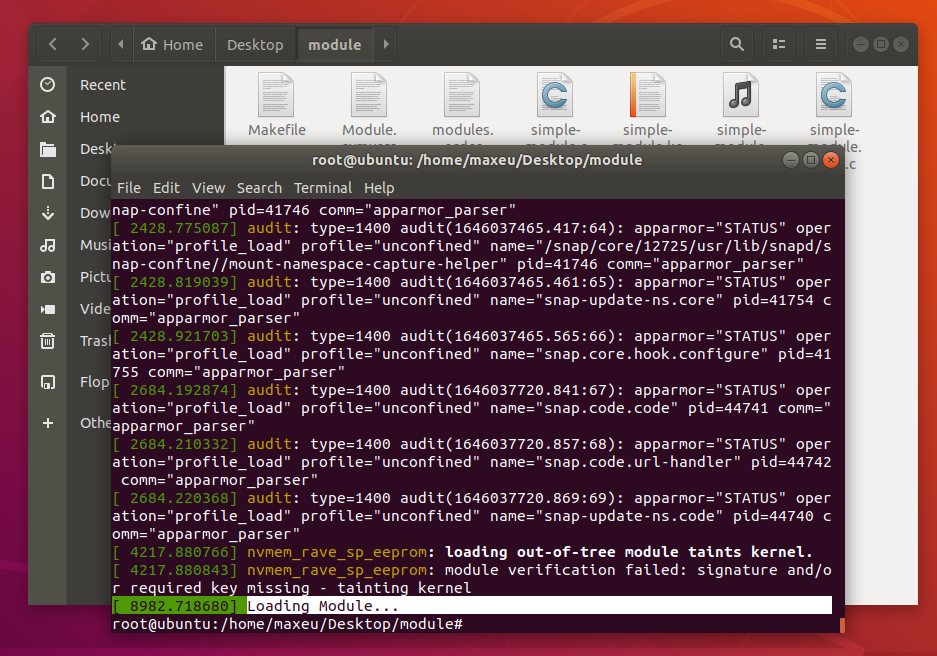 Home
Desktop
module
Recent
Home
Desk
Docu
Dow
Musi
Pictu
Vide
Trash
Flop
Othe
Makefile
Module.
modules.
simple-
simple-
simple-
simple-
root@ubuntu: /home/maxeu/Desktop/module
File Edit View Search Terminal Help
nap-confine" pid=41746 comm="apparmor_parser"
[ 2428.775087] audit: type=1400 audit(1646037465.417:64): apparmor="STATUS" oper
ation="profile_load" profile="unconfined" name="/snap/core/12725/usr/lib/snapd/s
nap-confine//mount-namespace-capture-helper" pid=41746 comm="apparmor_parser"
[ 2428.819039] audit: type=1400 audit(1646037465.461:65): apparmor="STATUS" oper
ation="profile_load" profile="unconfined" name="snap-update-ns.core" pid=41754 c
omm="apparmor_parser"
[ 2428.921703] audit: type=1400 audit(1646037465.565:66): apparmor="STATUS" oper
ation="profile_load" profile="unconfined" name="snap.core.hook.configure" pid=41
755 comm="apparmor_parser"
[ 2684.192874] audit: type=1400 audit(1646037720.841:67): apparmor="STATUS" oper
ation="profile_load" profile="unconfined" name="snap.code.code" pid=44741 comm="
apparmor_parser"
[ 2684.210332] audit: type=1400 audit(1646037720.857:68): apparmor="STATUS" oper
ation="profile_load" profile="unconfined" name="snap.code.url-handler" pid=44742
 comm="apparmor_parser"
[ 2684.220368] audit: type=1400 audit(1646037720.869:69): apparmor="STATUS" oper
ation="profile_load" profile="unconfined" name="snap-update-ns.code" pid=44740 c
omm="apparmor_parser"
[ 4217.880766] nvmem_rave_sp_eeprom: loading out-of-tree module taints kernel.
[ 4217.880843] nvmem_rave_sp_eeprom: module verification failed: signature and/o
r required key missing - tainting kernel
[ 8982.718680] Loading Module...
root@ubuntu:/home/maxeu/Desktop/module#